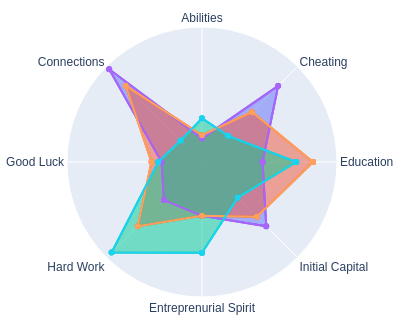 Abilities
Connections
Cheating
Good Luck
Education
Hard Work
Initial Capital
Entreprenurial Spirit